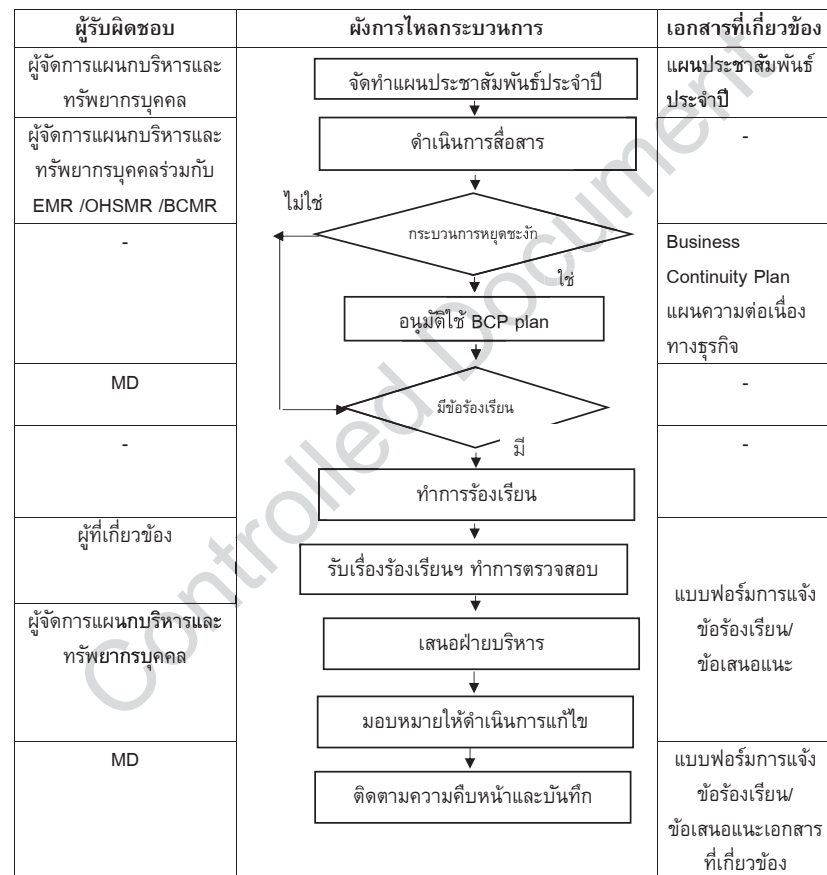 ผู้รับผิดชอบ
ผังการไหลกระบวนการ
เอกสารที่เกี่ยวข้อง
ผู้จัดการแผนกบริหารและ
ทรัพยากรบุคคล
จัดทำแผนประชาสัมพันธ์ประจำปี
แผนประชาสัมพันธ์
ประจำปี
ผู้จัดการแผนกบริหารและ
ทรัพยากรบุคคลร่วมกับ
EMR /OHSMR /BCMR
ดำเนินการสื่อสาร
-
ไม่ใช่
-
กระบวนการหยุดชะงัก
ใช่
อนุมัติใช้ BCP plan
Business
Continuity Plan
แผนความต่อเนื่อง
ทางธุรกิจ
MD
มีข้อร้องเรียน
-
-
มี
ทำการร้องเรียน
-
ผู้ที่เกี่ยวข้อง
รับเรื่องร้องเรียนฯ ทำการตรวจสอบ
แบบฟอร์มการแจ้ง
ข้อร้องเรียน/
ข้อเสนอแนะ
ผู้จัดการแผนกบริหารและ
ทรัพยากรบุคคล
เสนอฝ่ายบริหาร
มอบหมายให้ดำเนินการแก้ไข
MD
ติดตามความคืบหน้าและบันทึก
แบบฟอร์มการแจ้ง
ข้อร้องเรียน/
ข้อเสนอแนะเอกสาร
ที่เกี่ยวข้อง
Controlled Document